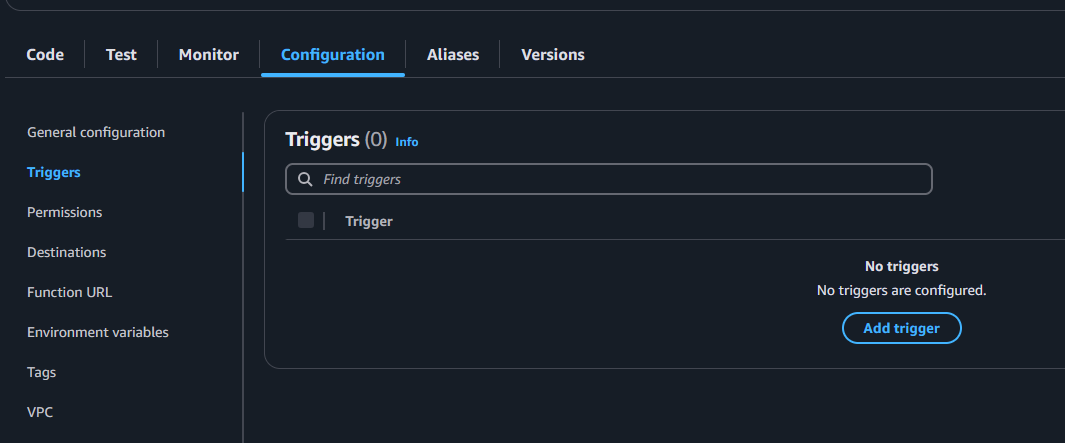 Code Test Monitor Configuration Aliases Versions
General configuration
Triggers
Permissions
Destinations
Function URL
Environment variables
Tags
VPC
Triggers (0) Info
Find triggers
Trigger
No triggers
No triggers are configured.
Add trigger